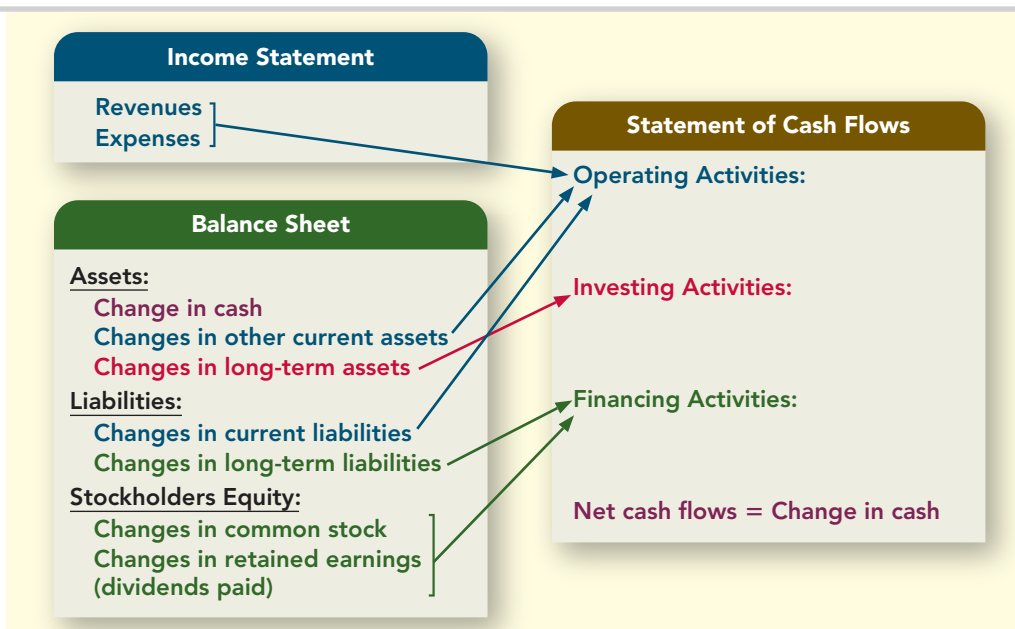 Income Statement
Revenues
Expenses
Balance Sheet
Assets:
Change in cash
Changes in other current assets
Changes in long-term assets
Liabilities:
Changes in current liabilities
Changes in long-term liabilities
Stockholders Equity:
Changes in common stock
Changes in retained earnings
(dividends paid)
Statement of Cash Flows
Operating Activities:
Investing Activities:
Financing Activities:
Net cash flows = Change in cash